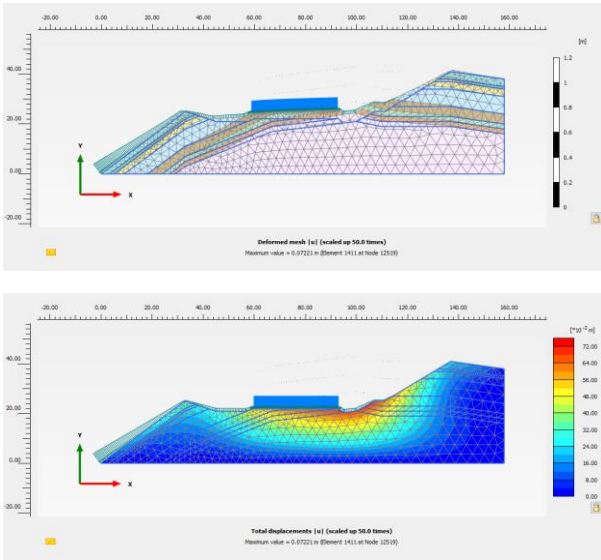 -20.00 0.00 20.00 40.00 60.00 80.00 100.00 120.00 140.00 160.00
[m]
40.00
20.00
0.00
-20.00
Y
X
1.2
1
0.8
0.6
0.4
0.2
0
Deformed mesh |u| (scaled up 50.0 times)
Maximum value = 0.07221 m (Element 1411 at Node 12519)
-20.00 0.00 20.00 40.00 60.00 80.00 100.00 120.00 140.00 160.00
[*10⁻³ m]
40.00
20.00
0.00
-20.00
Y
X
72.00
64.00
56.00
48.00
40.00
32.00
24.00
16.00
8.00
0.00
Total displacements |u| (scaled up 50.0 times)
Maximum value = 0.07221 m (Element 1411 at Node 12519)